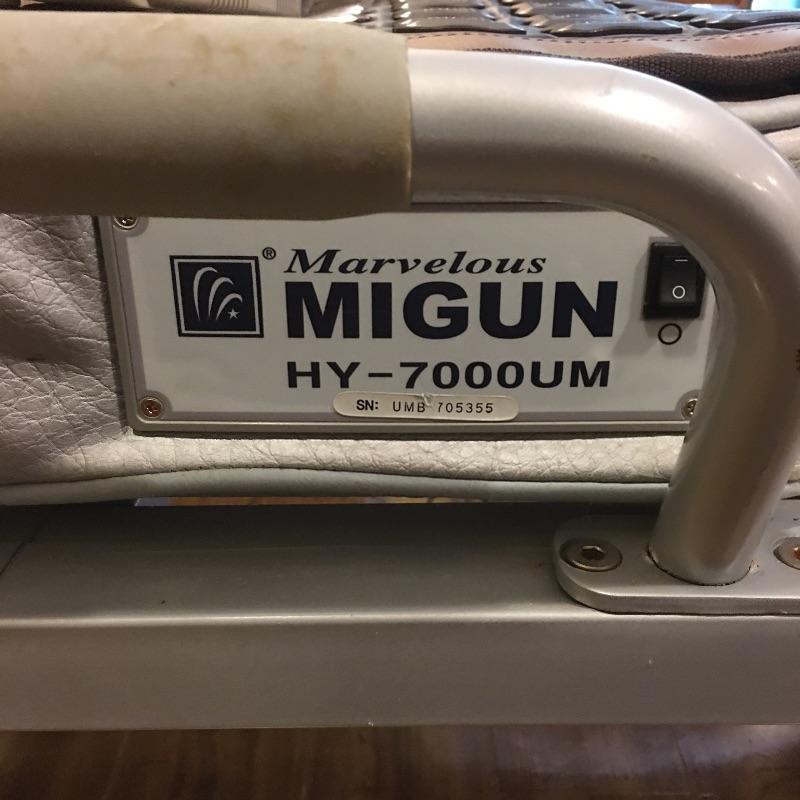 ® Marvelous
MIGUN
HY-7000UM
SN: UMB 705355